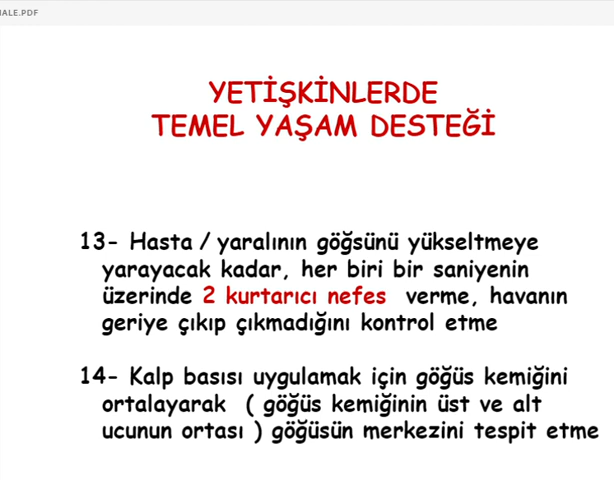 IALE.PDF
YETİŞKİNLERDE
TEMEL YAŞAM DESTEĞİ
13- Hasta / yaralının göğsünü yükseltmeye
yarayacak kadar, her biri bir saniyenin
üzerinde 2 kurtarıcı nefes verme, havanın
geriye çıkıp çıkmadığını kontrol etme
14- Kalp basısı uygulamak için göğüs kemiğini
ortalayarak ( göğüs kemiğinin üst ve alt
ucunun ortası ) göğüsün merkezini tespit etme